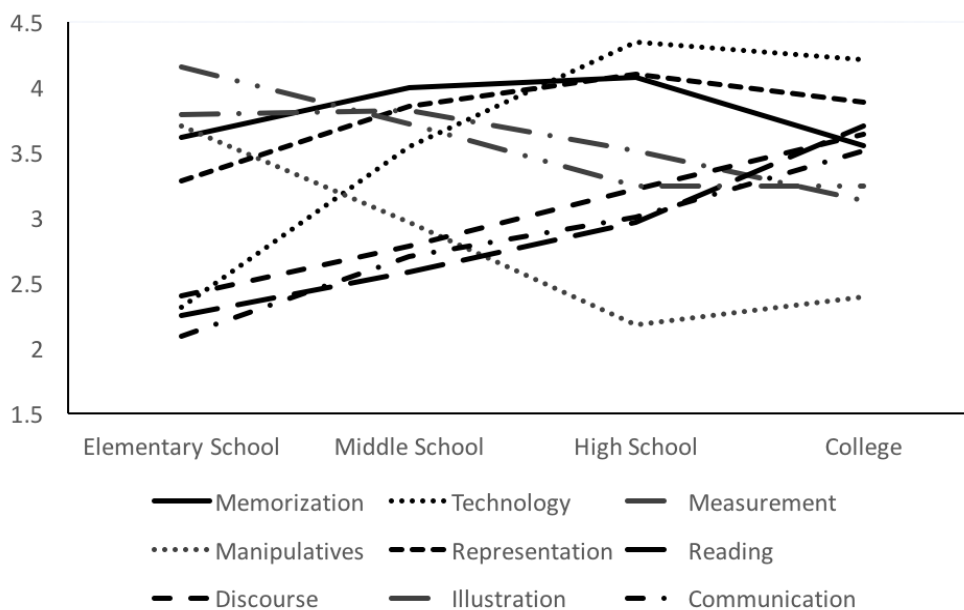 4.5
4
3.5
3
2.5
2
1.5
Elementary School Middle School High School College
Memorization Technology Measurement
Manipulatives Representation Reading
Discourse Illustration Communication